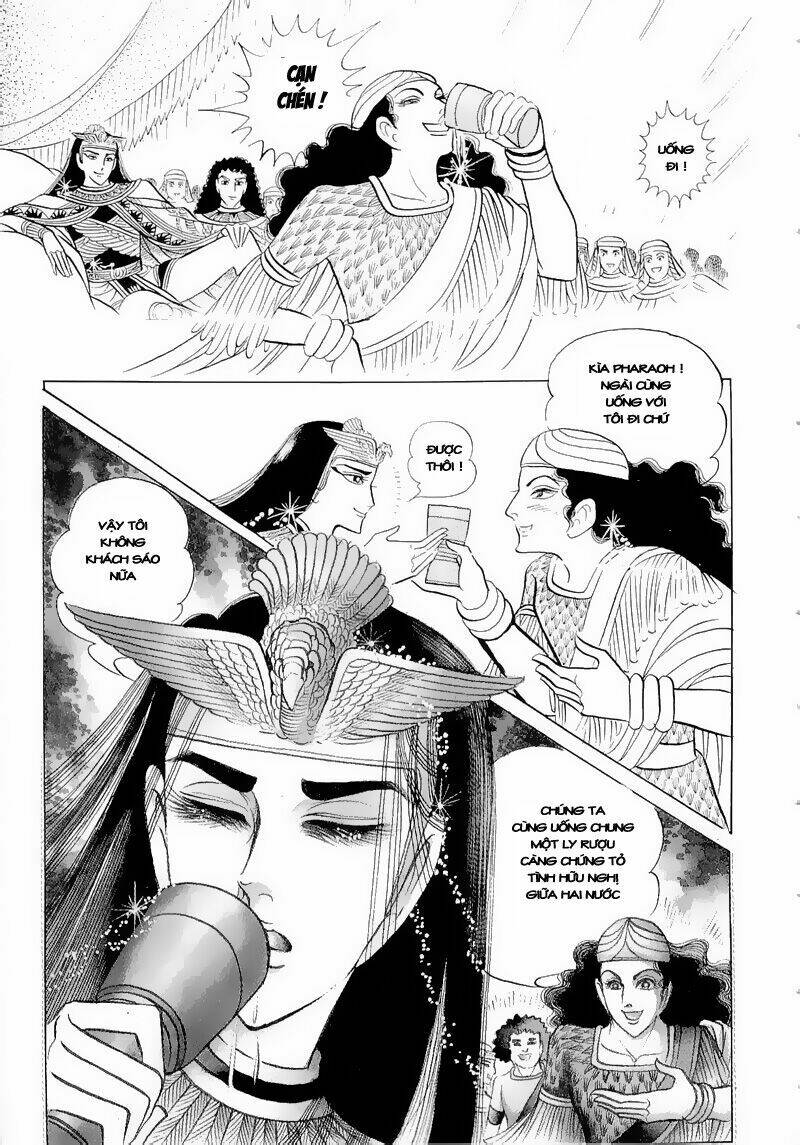 CẠN
CHÉN !
UỐNG
ĐI !
KÌA PHARAOH !
NGÀI CŨNG
UỐNG VỚI
TÔI ĐI CHỨ
ĐƯỢC
THÔI !
VẬY TÔI
KHÔNG
KHÁCH SÁO
NỮA
CHÚNG TA
CÙNG UỐNG CHUNG
MỘT LY RƯỢU
CÀNG CHỨNG TỎ
TÌNH HỮU NGHỊ
GIỮA HAI NƯỚC